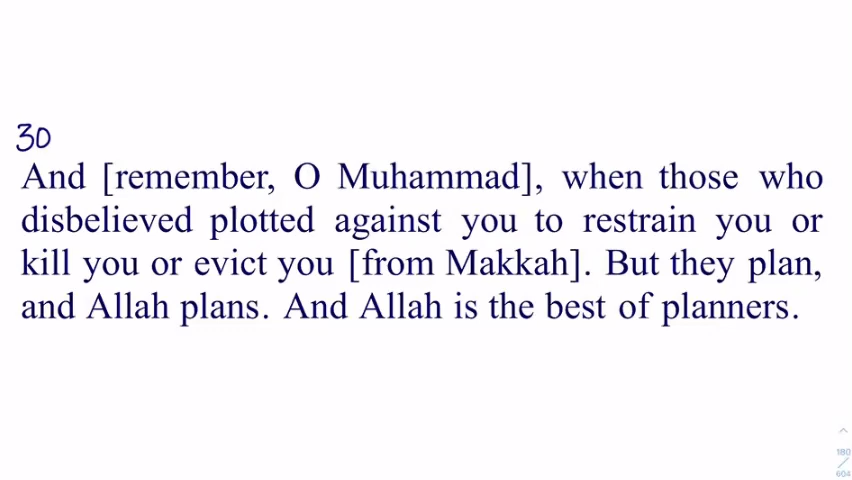 30
And [remember, O Muhammad], when those who
disbelieved plotted against you to restrain you or
kill you or evict you [from Makkah]. But they plan,
and Allah plans. And Allah is the best of planners.
180
/
604